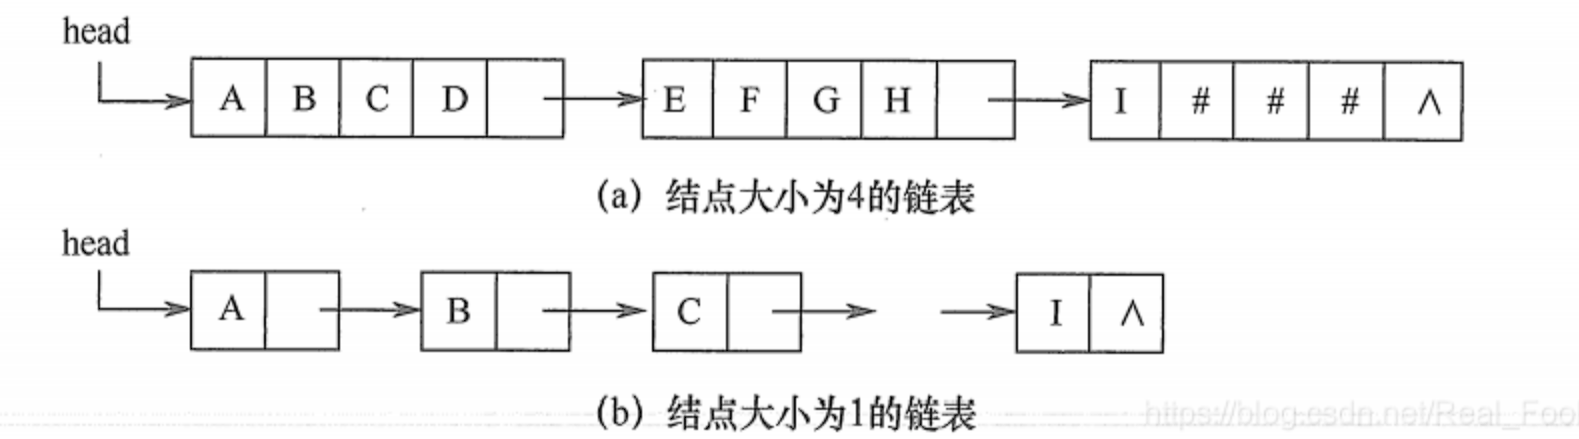 head
A B C D E F G H I # # # ∧
(a) 结点大小为4的链表
head
A B C I ∧
(b) 结点大小为1的链表
https://blog.csdn.net/Real_Fool